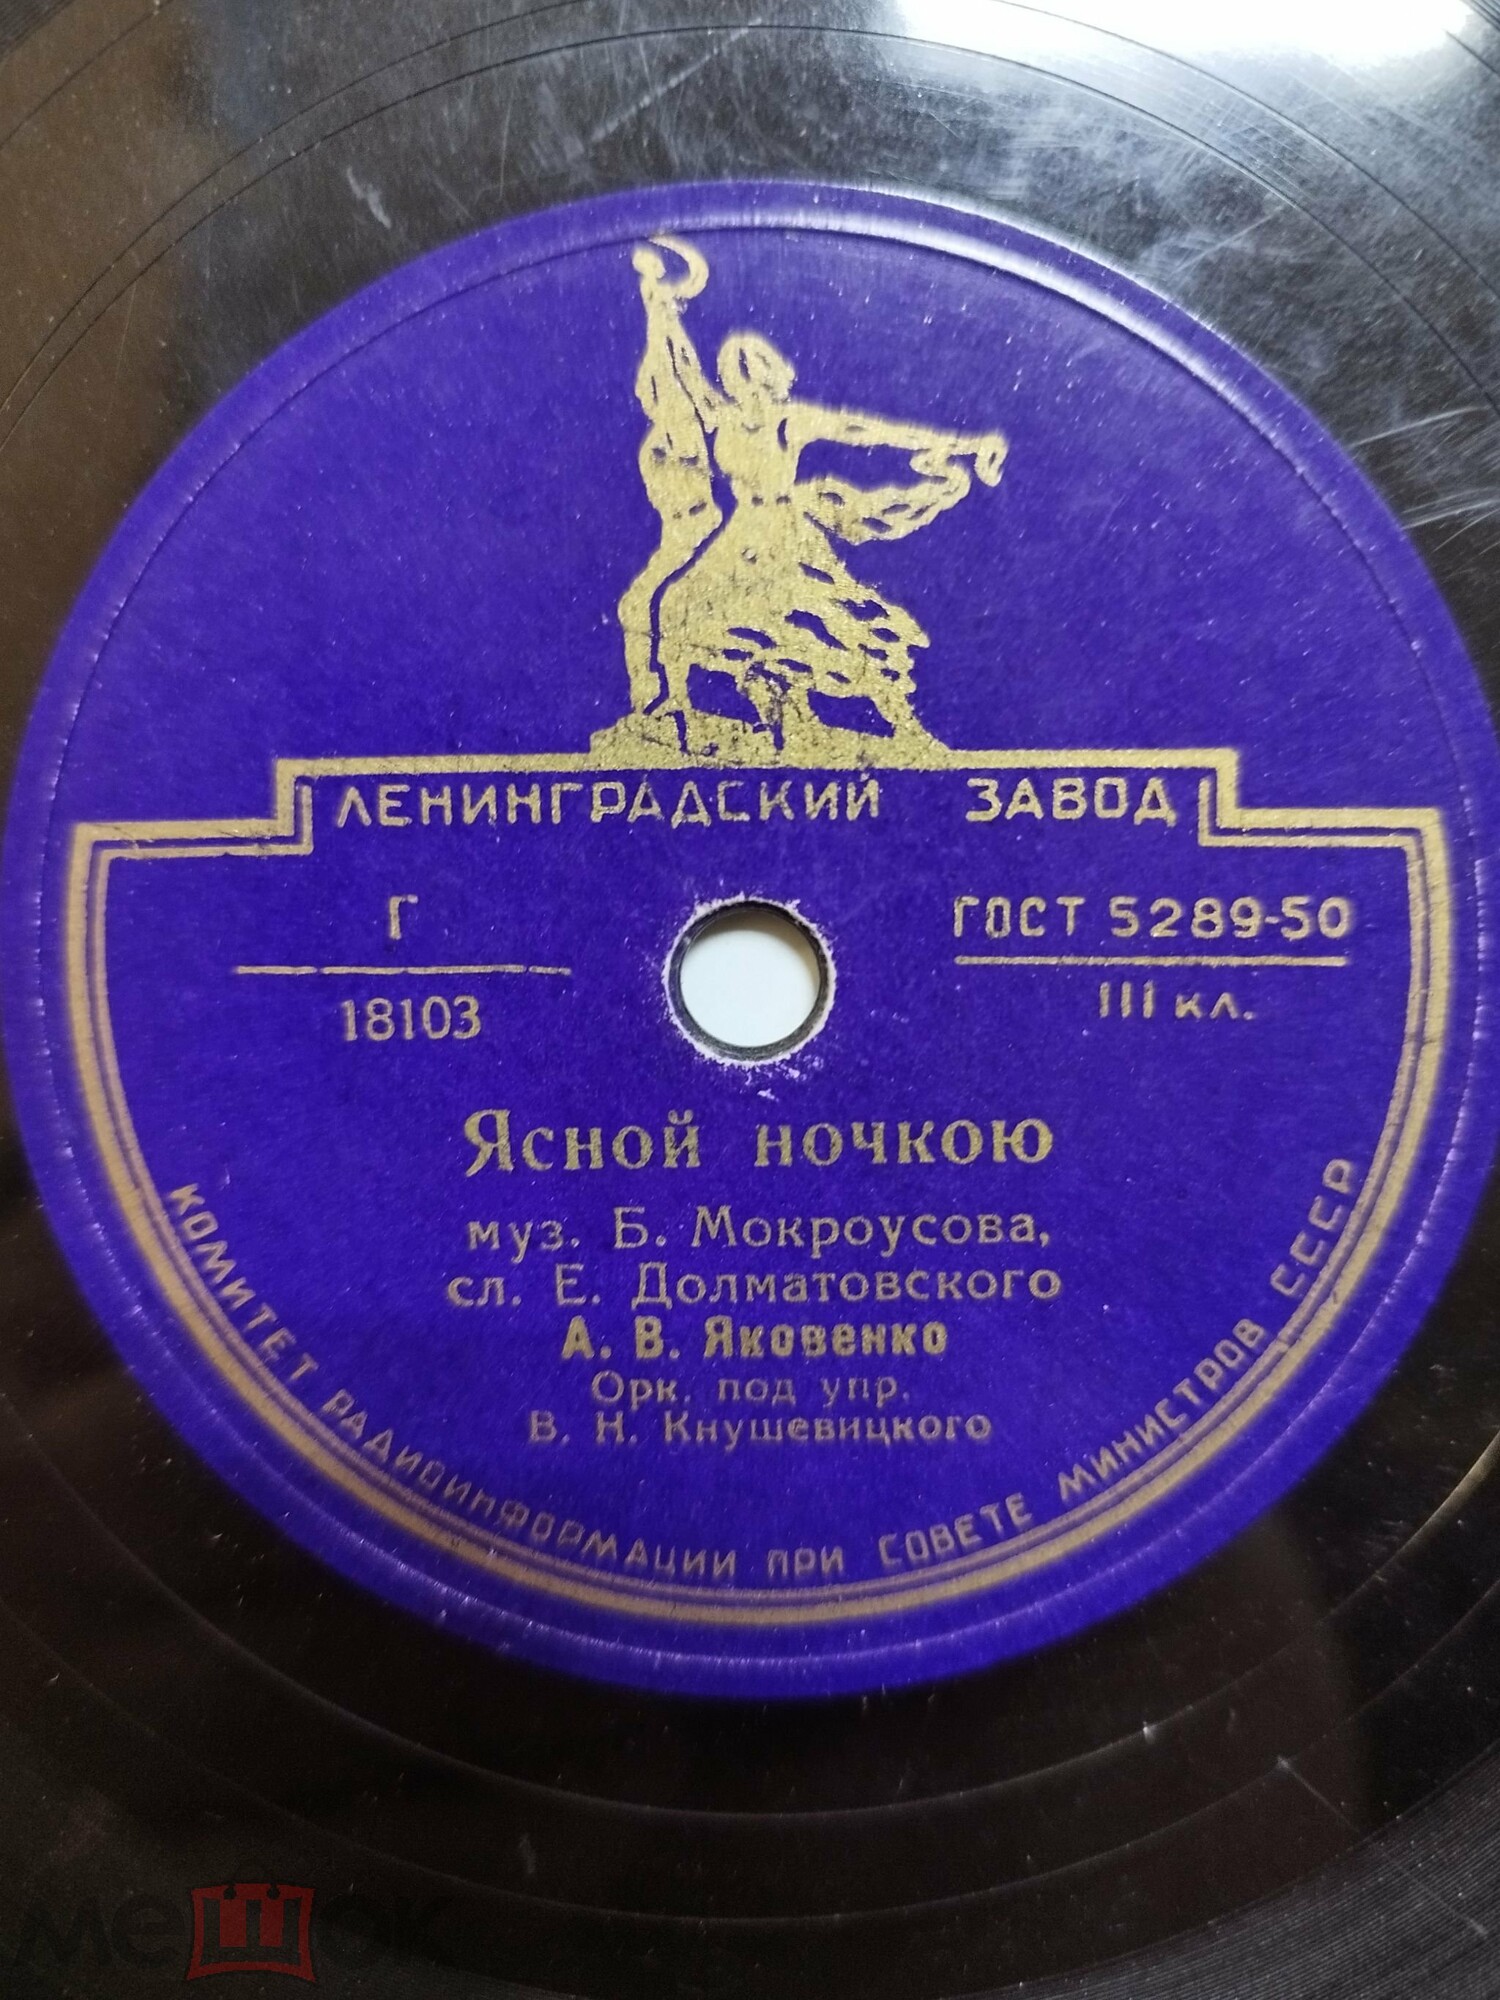 ЛЕНИНГРАДСКИЙ ЗАВОД
Г
18103
ГОСТ 5289-50
III кл.
Ясной ночкою
муз. Б. Мокроусова,
сл. Е. Долматовского
А. В. Яковенко
Орк. под упр.
В. Н. Кнушевицкого
КОМИТЕТ РАДИОИНФОРМАЦИИ ПРИ СОВЕТЕ МИНИСТРОВ СССР
мешок